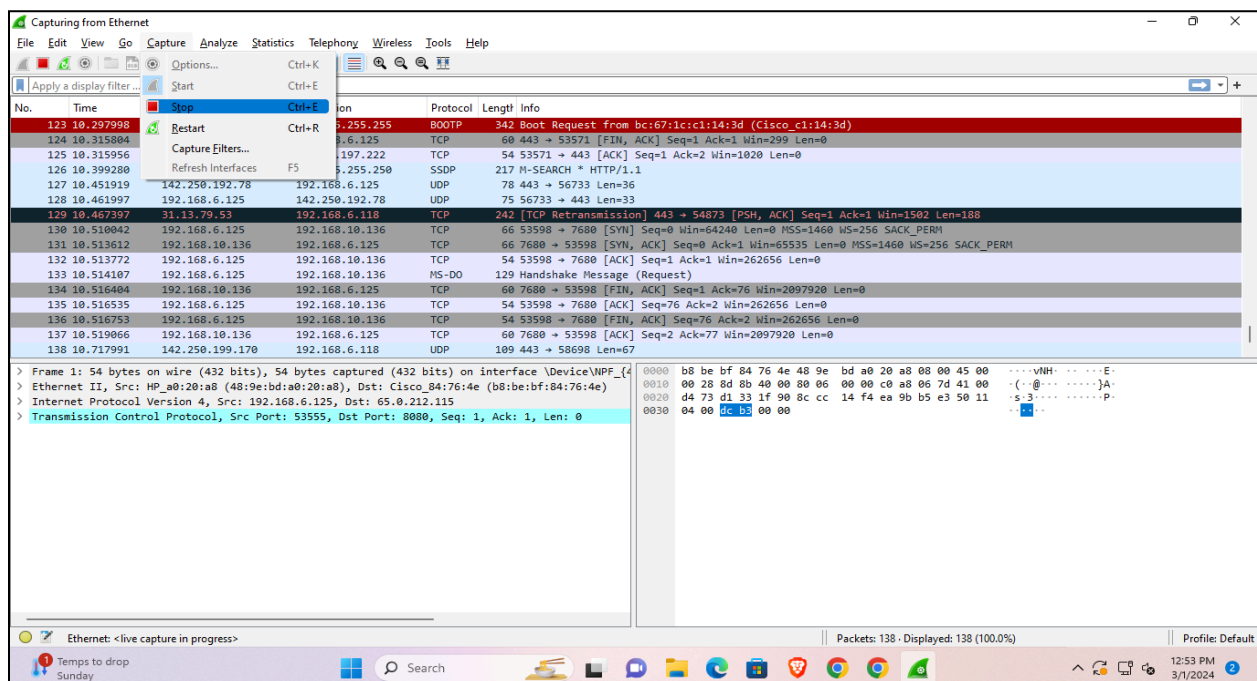 Capturing from Ethernet
File Edit View Go Capture Analyze Statistics Telephony Wireless Tools Help
Options... Ctrl+K
Apply a display filter ... Start Ctrl+E
Stop Ctrl+E
Restart Ctrl+R
Capture Filters...
Refresh Interfaces F5
No. Time ion Protocol Length Info
123 10.297998 5.255.255 BOOTP 342 Boot Request from bc:67:1c:c1:14:3d (Cisco_c1:14:3d)
124 10.315804 8.6.125 TCP 60 443 → 53571 [FIN, ACK] Seq=1 Ack=1 Win=299 Len=0
125 10.315956 .197.222 TCP 54 53571 → 443 [ACK] Seq=1 Ack=2 Win=1020 Len=0
126 10.399280 5.255.250 SSDP 217 M-SEARCH * HTTP/1.1
127 10.451919 142.250.192.78 192.168.6.125 UDP 78 443 → 56733 Len=36
128 10.461997 192.168.6.125 142.250.192.78 UDP 75 56733 → 443 Len=33
129 10.467397 31.13.79.53 192.168.6.118 TCP 242 [TCP Retransmission] 443 → 54873 [PSH, ACK] Seq=1 Ack=1 Win=1502 Len=188
130 10.510042 192.168.6.125 192.168.10.136 TCP 66 53598 → 7680 [SYN] Seq=0 Win=64240 Len=0 MSS=1460 WS=256 SACK_PERM
131 10.513612 192.168.10.136 192.168.6.125 TCP 66 7680 → 53598 [SYN, ACK] Seq=0 Ack=1 Win=65535 Len=0 MSS=1460 WS=256 SACK_PERM
132 10.513772 192.168.6.125 192.168.10.136 TCP 54 53598 → 7680 [ACK] Seq=1 Ack=1 Win=262656 Len=0
133 10.514107 192.168.6.125 192.168.10.136 MS-DO 129 Handshake Message (Request)
134 10.516404 192.168.10.136 192.168.6.125 TCP 60 7680 → 53598 [FIN, ACK] Seq=1 Ack=76 Win=2097920 Len=0
135 10.516535 192.168.6.125 192.168.10.136 TCP 54 53598 → 7680 [ACK] Seq=76 Ack=2 Win=262656 Len=0
136 10.516753 192.168.6.125 192.168.10.136 TCP 54 53598 → 7680 [FIN, ACK] Seq=76 Ack=2 Win=262656 Len=0
137 10.519066 192.168.10.136 192.168.6.125 TCP 60 7680 → 53598 [ACK] Seq=2 Ack=77 Win=2097920 Len=0
138 10.717991 142.250.199.170 192.168.6.118 UDP 109 443 → 58698 Len=67
> Frame 1: 54 bytes on wire (432 bits), 54 bytes captured (432 bits) on interface \Device\NPF_{4
> Ethernet II, Src: HP_a0:20:a8 (48:9e:bd:a0:20:a8), Dst: Cisco_84:76:4e (b8:be:bf:84:76:4e)
> Internet Protocol Version 4, Src: 192.168.6.125, Dst: 65.0.212.115
> Transmission Control Protocol, Src Port: 53555, Dst Port: 8080, Seq: 1, Ack: 1, Len: 0
0000 b8 be bf 84 76 4e 48 9e bd a0 20 a8 08 00 45 00 ····vNH· ·· ···E·
0010 00 28 8d 8b 40 00 80 06 00 00 c0 a8 06 7d 41 00 ·(··@··· ·····}A·
0020 d4 73 d1 33 1f 90 8c cc 14 f4 ea 9b b5 e3 50 11 ·s·3···· ······P·
0030 04 00 dc b3 00 00 ······
Ethernet: <live capture in progress> Packets: 138 · Displayed: 138 (100.0%) Profile: Default
1 Temps to drop
Sunday
Search
12:53 PM
3/1/2024
2